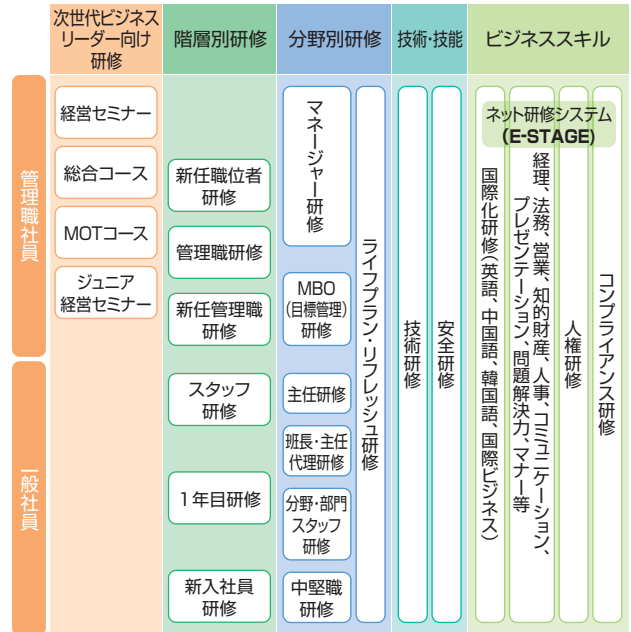 次世代ビジネス
リーダー向け
研修
階層別研修
分野別研修
技術・技能
ビジネススキル
管理職社員
一般社員
経営セミナー
総合コース
MOTコース
ジュニア
経営セミナー
新任職位者
研修
管理職研修
新任管理職
研修
スタッフ
研修
1年目研修
新入社員
研修
マネージャー研修
MBO
(目標管理)
研修
主任研修
班長・主任
代理研修
分野・部門
スタッフ
研修
中堅職
研修
ライフプラン・リフレッシュ研修
技術研修
安全研修
ネット研修システム
(E-STAGE)
国際化研修(英語、中国語、韓国語、国際ビジネス)
経理、法務、営業、知的財産、人事、コミュニケーション、
プレゼンテーション、問題解決力、マナー等
人権研修
コンプライアンス研修